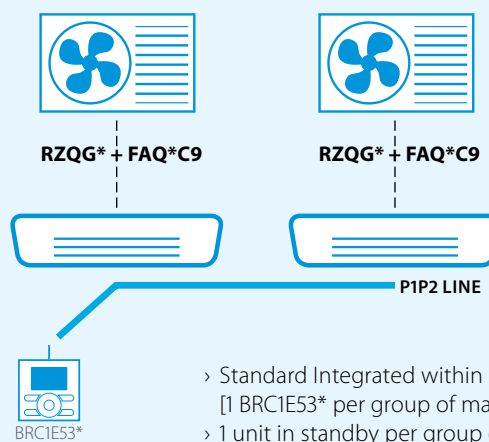 RZQG* + FAQ*C9
RZQG* + FAQ*C9
P1P2 LINE
BRC1E53*
› Standard Integrated within
[1 BRC1E53* per group of ma
› 1 unit in standby per group